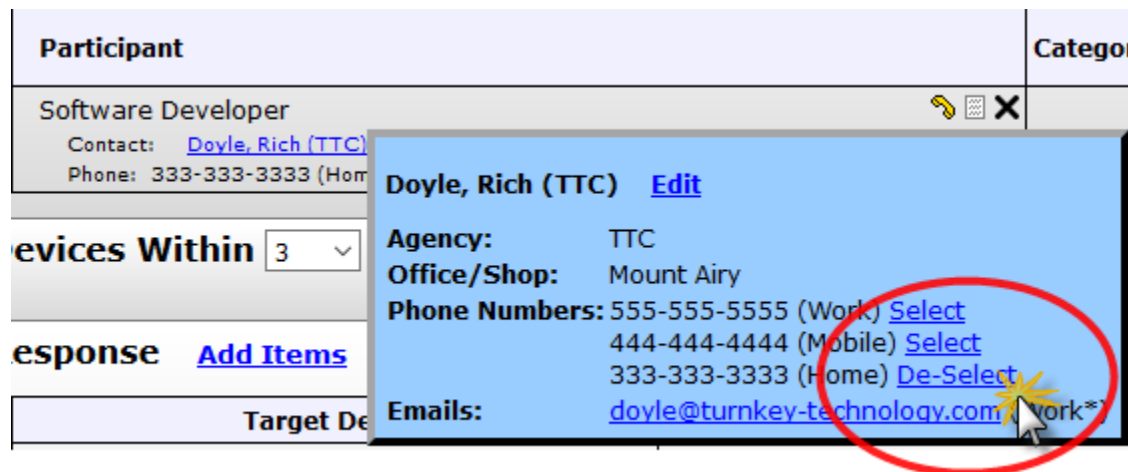 Participant
Catego
Software Developer
Contact: Doyle, Rich (TTC)
Phone: 333-333-3333 (Hom
Doyle, Rich (TTC) Edit
Agency: TTC
Office/Shop: Mount Airy
Phone Numbers: 555-555-5555 (Work) Select
444-444-4444 (Mobile) Select
333-333-3333 (Home) De-Select
Emails: doyle@turnkey-technology.com (Work*)
evices Within 3
esponse Add Items
Target De